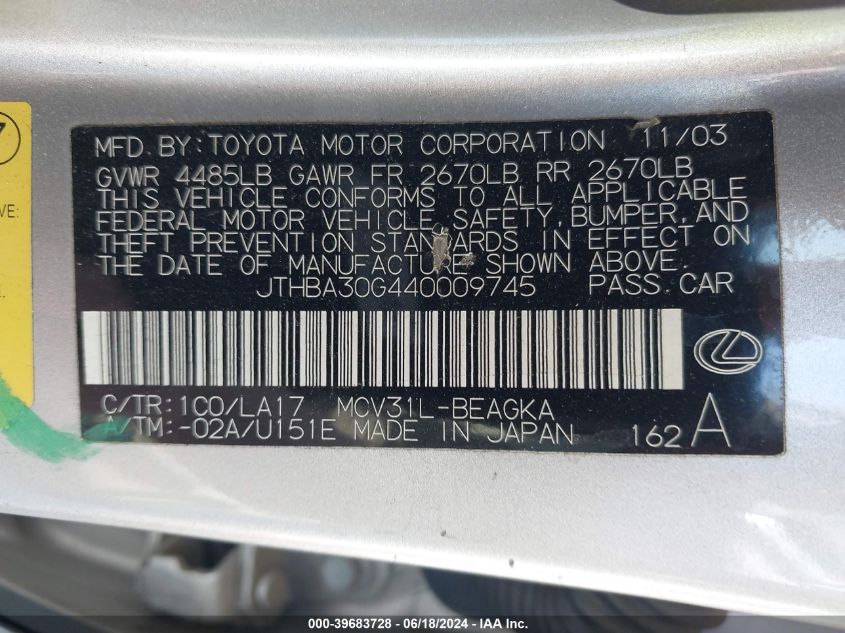 MFD. BY: TOYOTA MOTOR CORPORATION 11/03
GVWR 4485LB GAWR FR 2670LB RR 2670LB
THIS VEHICLE CONFORMS TO ALL APPLICABLE
FEDERAL MOTOR VEHICLE SAFETY, BUMPER, AND
THEFT PREVENTION STANDARDS IN EFFECT ON
THE DATE OF MANUFACTURE SHOWN ABOVE.
JTHBA30G440009745 PASS. CAR
C/TR: 1C0/LA17 MCV31L-BEAGKA
A/TM: -02A/U151E MADE IN JAPAN 162 A
VE:
7
000-39683728 - 06/18/2024 - IAA, Inc.